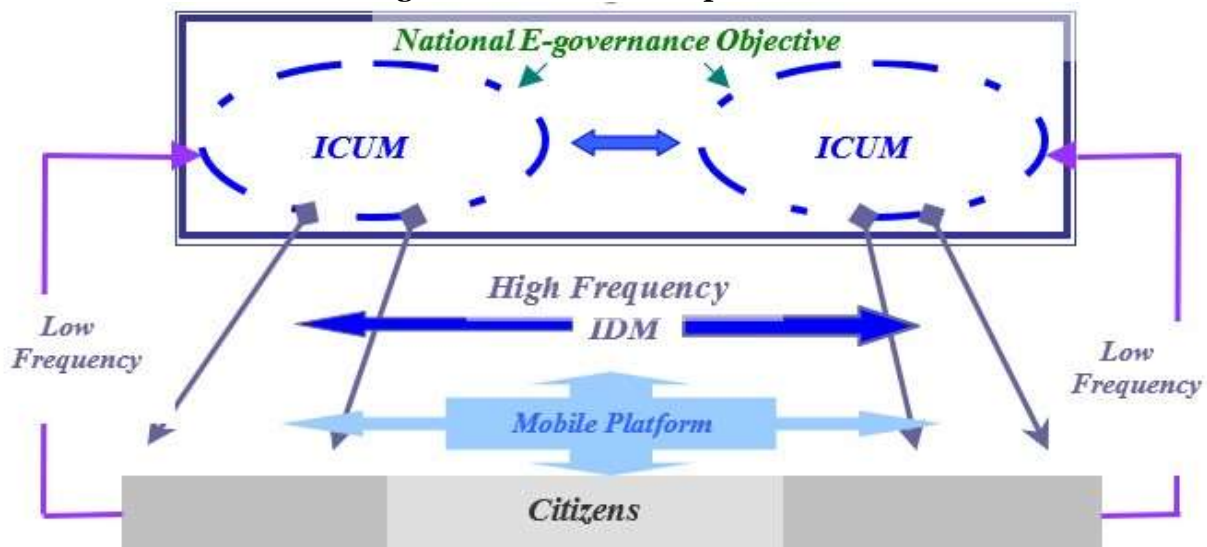 National E-governance Objective
ICUM
ICUM
High Frequency
IDM
Low
Frequency
Low
Frequency
Mobile Platform
Citizens